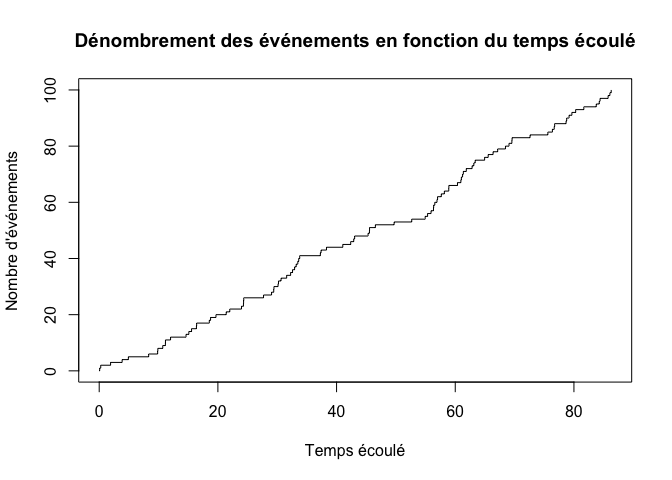 Dénombrement des événements en fonction du temps écoulé
Nombre d'événements
100
80
60
40
20
0
0 20 40 60 80
Temps écoulé